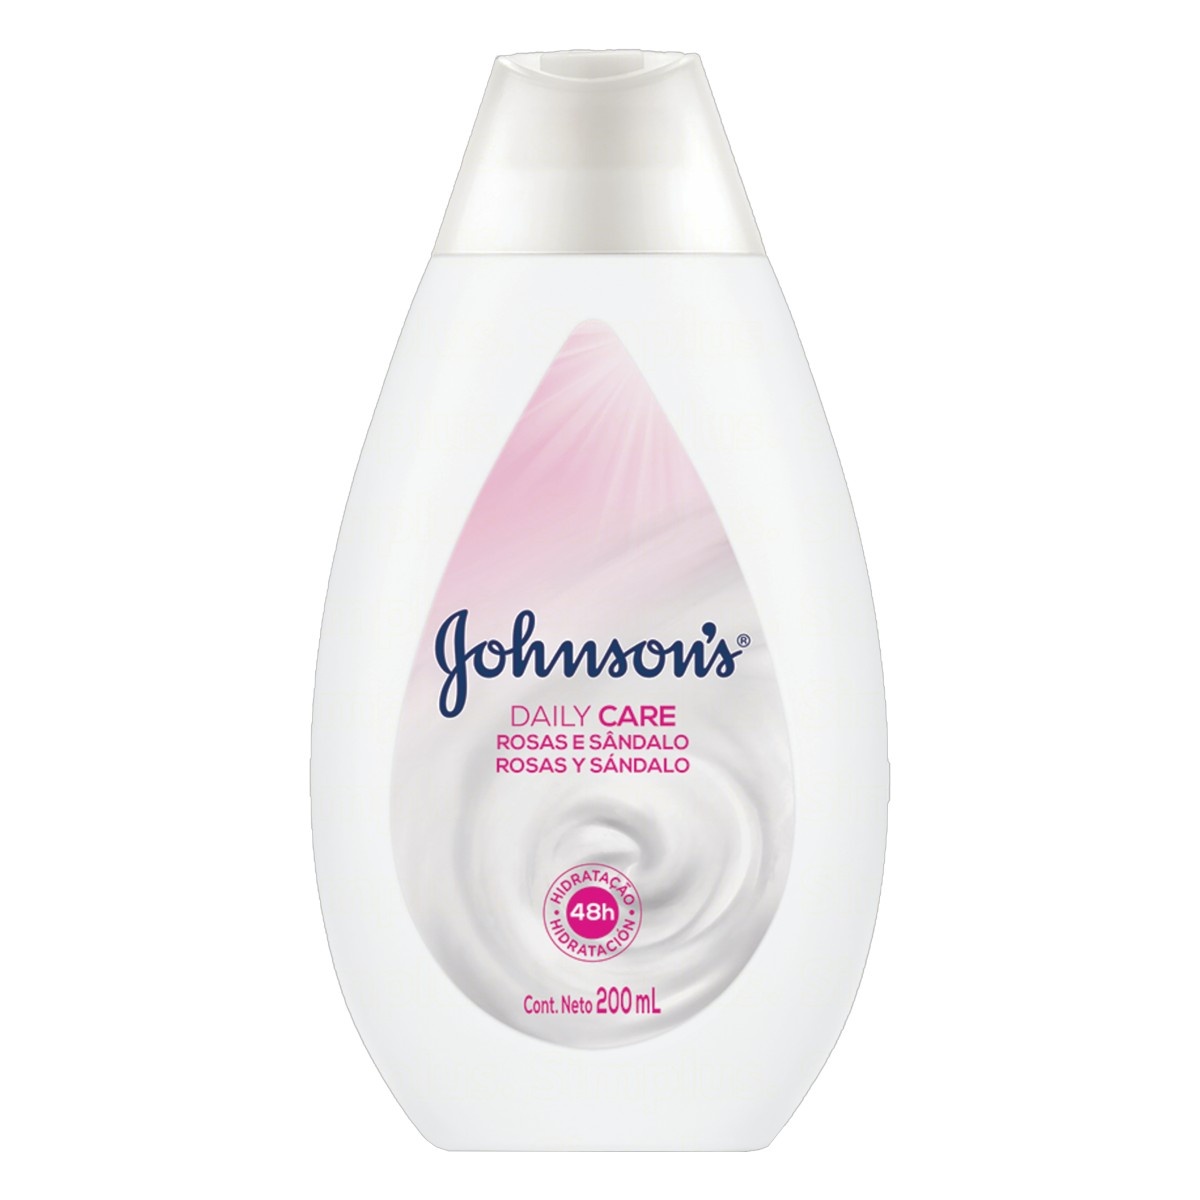 Johnson's®
DAILY CARE
ROSAS E SÂNDALO
ROSAS Y SÁNDALO
HIDRATAÇÃO
48h
HIDRATACIÓN
Cont. Neto 200 mL